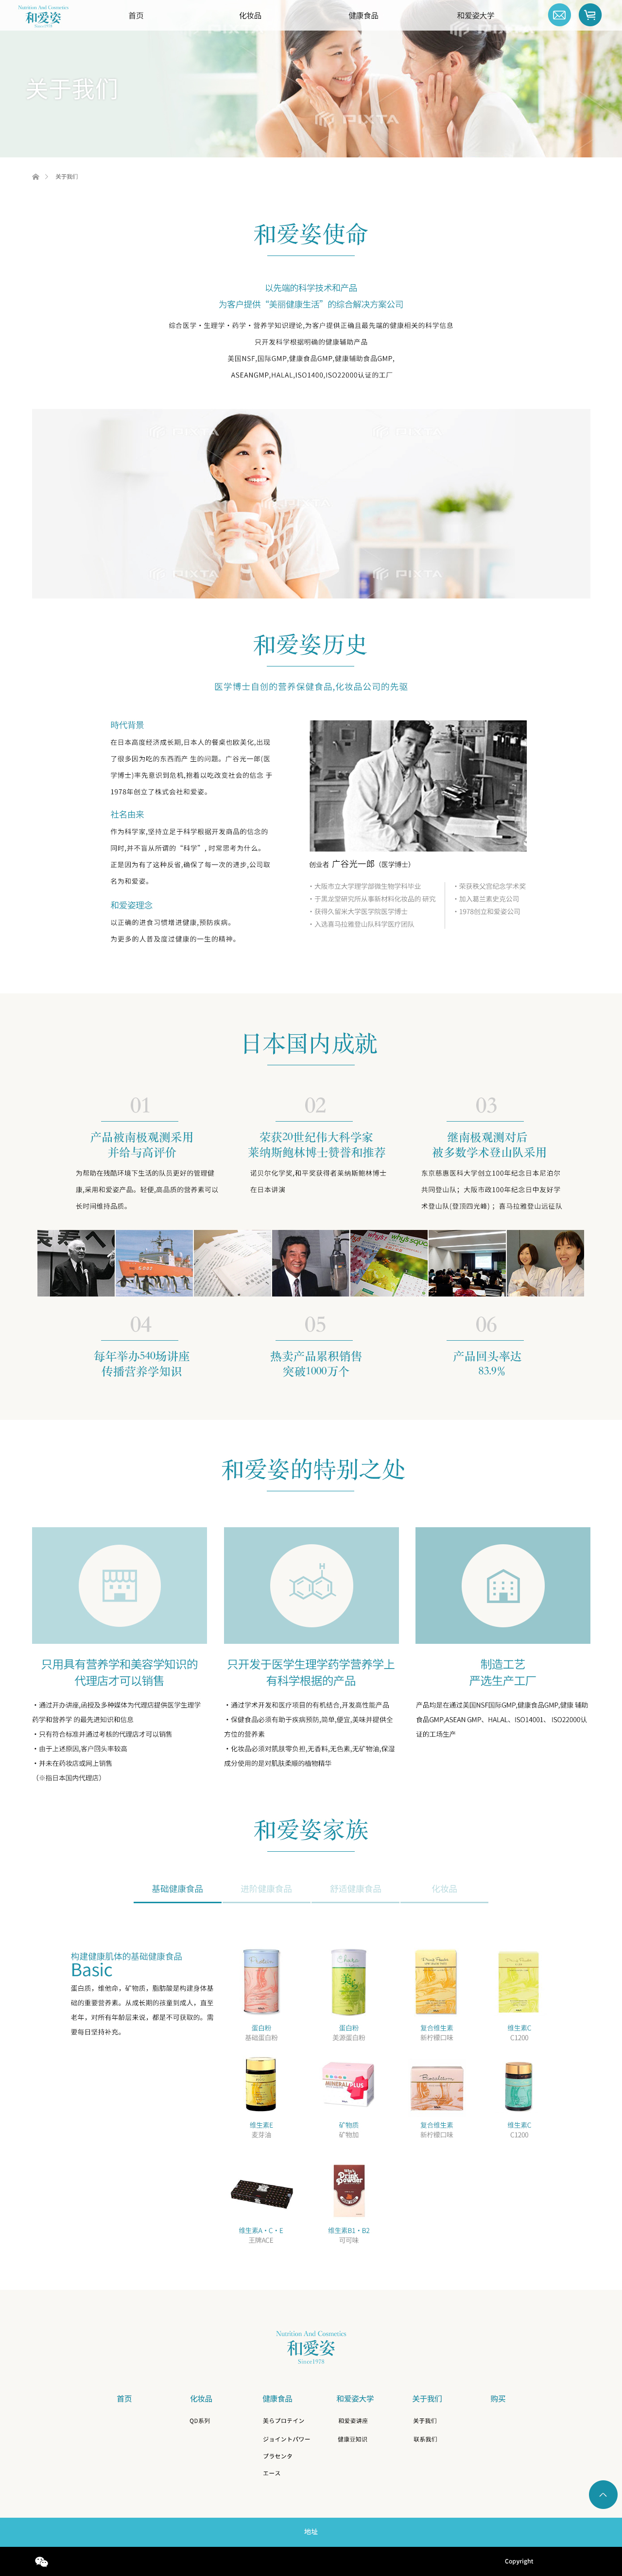 Nutrition And Cosmetics
和爱姿
Since1978
首页
化妆品
健康食品
和爱姿大学
关于我们
PIXTA
关于我们
和爱姿使命
以先端的科学技术和产品
为客户提供“美丽健康生活”的综合解决方案公司
综合医学・生理学・药学・营养学知识理论,为客户提供正确且最先端的健康相关的科学信息
只开发科学根据明确的健康辅助产品
美国NSF,国际GMP,健康食品GMP,健康辅助食品GMP,
ASEANGMP,HALAL,ISO1400,ISO22000认证的工厂
PIXTA
PIXTA
和爱姿历史
医学博士自创的营养保健食品,化妆品公司的先驱
時代背景
在日本高度经济成长期,日本人的餐桌也欧美化,出现
了很多因为吃的东西而产 生的问题。广谷光一郎(医
学博士)率先意识到危机,抱着以吃改变社会的信念 于
1978年创立了株式会社和爱姿。
社名由来
作为科学家,坚持立足于科学根据开发商品的信念的
同时,并不盲从所谓的“科学”, 时常思考为什么。
正是因为有了这种反省,确保了每一次的进步,公司取
名为和爱姿。
和爱姿理念
以正确的进食习惯增进健康,预防疾病。
为更多的人普及度过健康的一生的精神。
创业者 广谷光一郎（医学博士）
・大阪市立大学理学部微生物学科毕业
・于黑龙堂研究所从事新材料化妆品的 研究
・获得久留米大学医学院医学博士
・入选喜马拉雅登山队科学医疗团队
・荣获秩父宫纪念学术奖
・加入葛兰素史克公司
・1978创立和爱姿公司
日本国内成就
01
产品被南极观测采用
并给与高评价
为帮助在残酷环境下生活的队员更好的管理健
康,采用和爱姿产品。轻便,高品质的营养素可以
长时间维持品质。
02
荣获20世纪伟大科学家
莱纳斯鲍林博士赞誉和推荐
诺贝尔化学奖,和平奖获得者莱纳斯鲍林博士
在日本讲演
03
继南极观测对后
被多数学术登山队采用
东京慈惠医科大学创立100年纪念日本尼泊尔
共同登山队；大阪市政100年纪念日中友好学
术登山队(登顶四光峰)；喜马拉雅登山远征队
04
每年举办540场讲座
传播营养学知识
05
热卖产品累积销售
突破1000万个
06
产品回头率达
83.9％
和爱姿的特别之处
只用具有营养学和美容学知识的
代理店才可以销售
・通过开办讲座,函授及多种媒体为代理店提供医学生理学
药学和营养学 的最先进知识和信息
・只有符合标准并通过考核的代理店才可以销售
・由于上述原因,客户回头率较高
・并未在药妆店或网上销售
（※指日本国内代理店）
H
N
只开发于医学生理学药学营养学上
有科学根据的产品
・通过学术开发和医疗项目的有机结合,开发高性能产品
・保健食品必须有助于疾病预防,简单,便宜,美味并提供全
方位的营养素
・化妆品必须对肌肤零负担,无香料,无色素,无矿物油,保湿
成分使用的是对肌肤柔顺的植物精华
制造工艺
严选生产工厂
产品均是在通过美国NSF国际GMP,健康食品GMP,健康 辅助
食品GMP,ASEAN GMP、HALAL、ISO14001、 ISO22000认
证的工场生产
和爱姿家族
基础健康食品
进阶健康食品
舒适健康食品
化妆品
构建健康肌体的基础健康食品
Basic
蛋白质，维他命，矿物质，脂肪酸是构建身体基
础的重要营养素。从成长期的孩童到成人，直至
老年，对所有年龄层来说，都是不可获取的。需
要每日坚持补充。
蛋白粉
基础蛋白粉
蛋白粉
美源蛋白粉
复合维生素
新柠檬口味
维生素C
C1200
维生素E
麦芽油
MINERAL PLUS
矿物质
矿物加
复合维生素
新柠檬口味
维生素C
C1200
维生素A・C・E
王牌ACE
Drink Powder
维生素B1・B2
可可味
Nutrition And Cosmetics
和爱姿
Since1978
首页
化妆品
健康食品
和爱姿大学
关于我们
购买
QD系列
美らプロテイン
和爱姿讲座
关于我们
ジョイントパワー
健康豆知识
联系我们
プラセンタ
エース
地址
Copyright